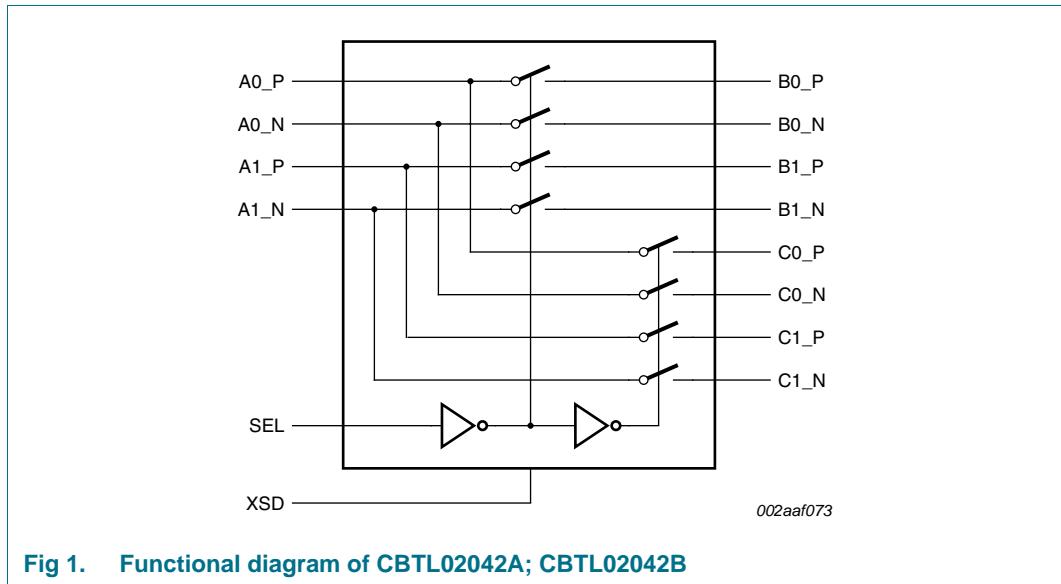 A0_P
B0_P
A0_N
B0_N
A1_P
B1_P
A1_N
B1_N
C0_P
C0_N
C1_P
C1_N
SEL
XSD
002aaf073
Fig 1. Functional diagram of CBTL02042A; CBTL02042B